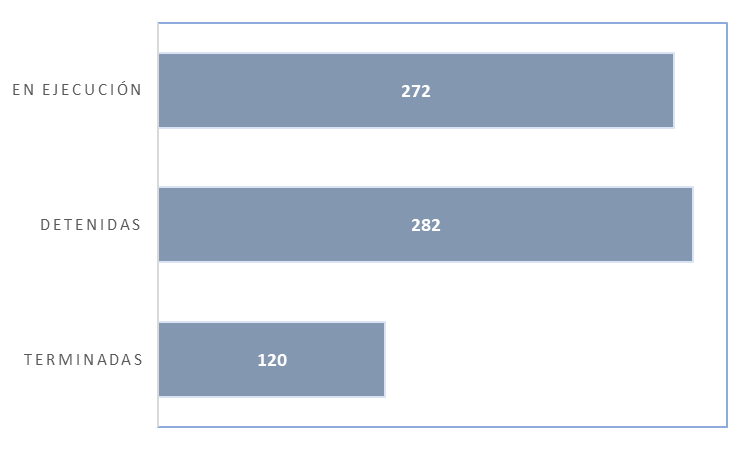 EN EJECUCIÓN
272
DETENIDAS
282
TERMINADAS
120